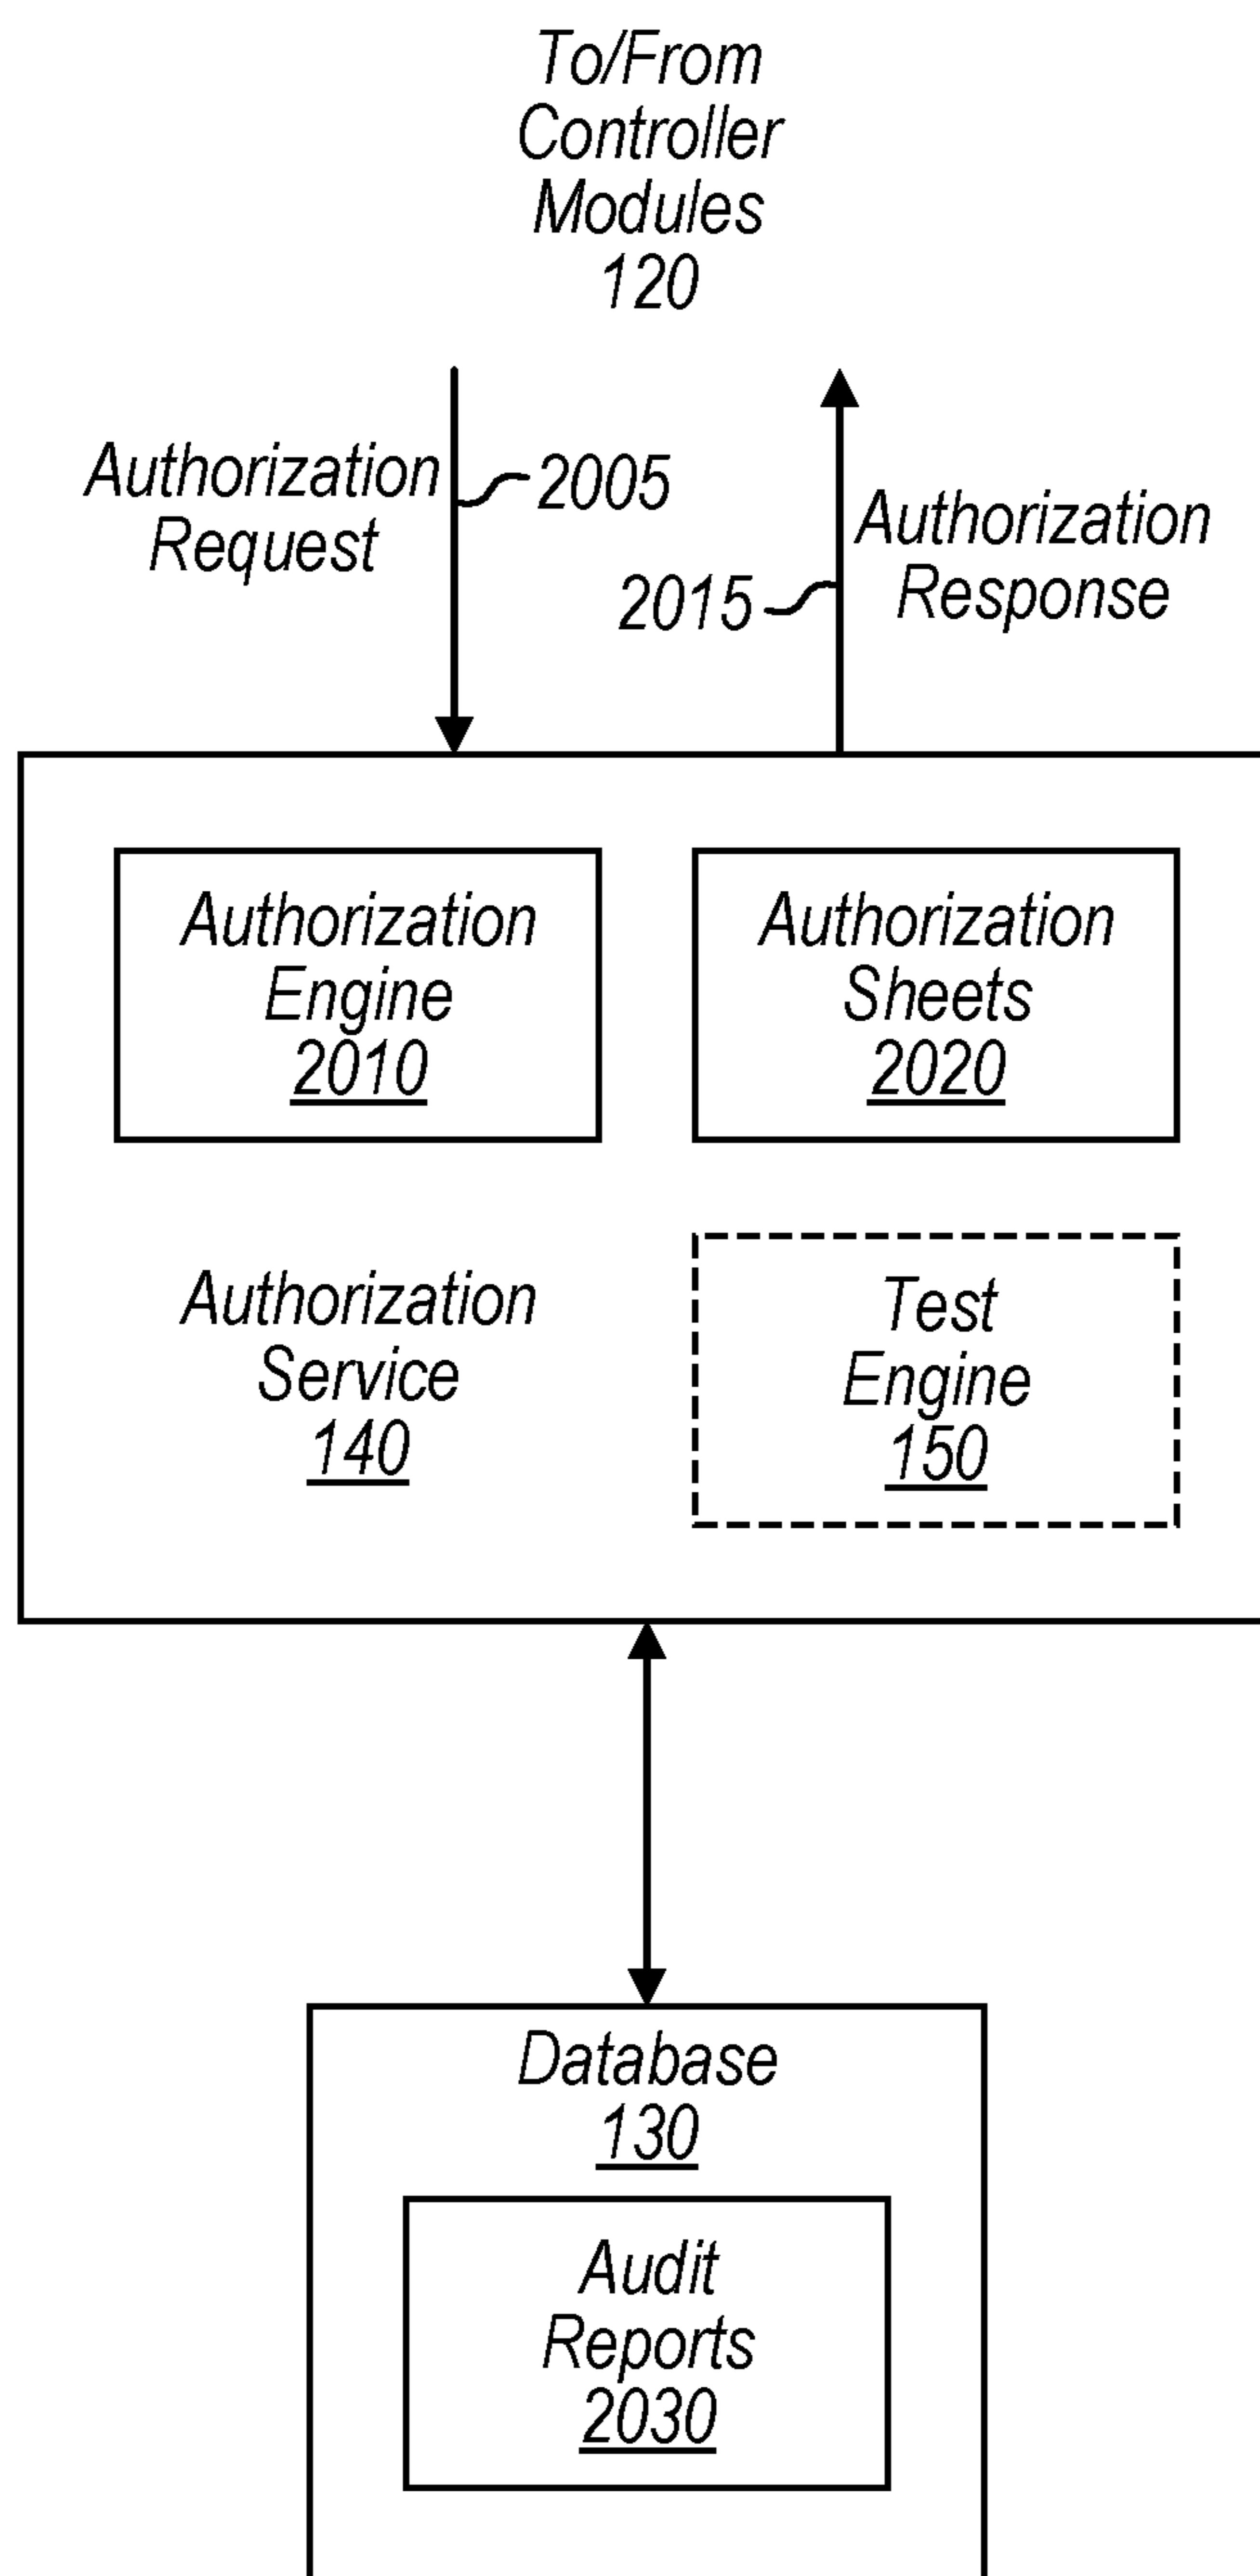 To/From
Controller
Modules
120
Authorization
Request
2005
2015
Authorization
Response
Authorization
Engine
2010
Authorization
Sheets
2020
Authorization
Service
140
Test
Engine
150
Database
130
Audit
Reports
2030